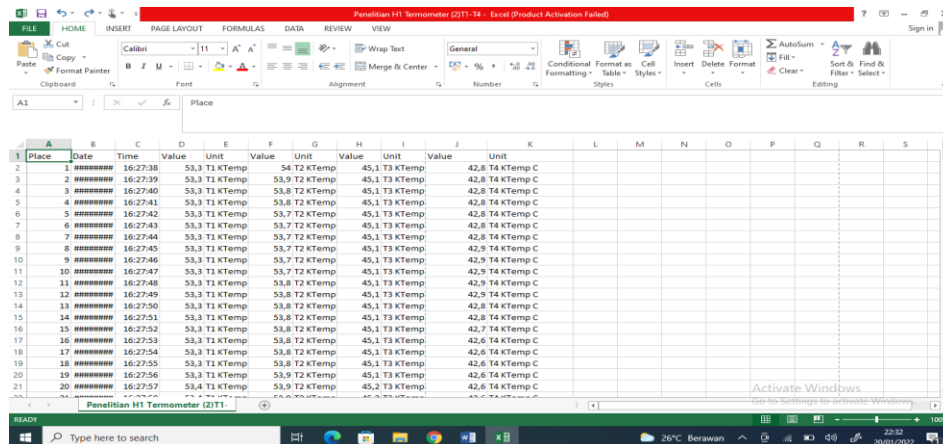 Penelitian H1 Termometer (2)T1-T4 - Excel (Product Activation Failed)
FILE HOME INSERT PAGE LAYOUT FORMULAS DATA REVIEW VIEW Sign in
Cut
Copy
Format Painter
Paste
Calibri 11
B I U
Wrap Text
Merge & Center
General
Conditional Formatting
Format as Table
Cell Styles
Insert Delete Format
AutoSum
Fill
Clear
Sort & Filter
Find & Select
Clipboard Font Alignment Number Styles Cells Editing
A1 fx Place
A B C D E F G H I J K L M N O P Q R S
1 Place Date Time Value Unit Value Unit Value Unit Value Unit
2 1 ######## 16:27:38 53,3 T1 KTemp 54 T2 KTemp 45,1 T3 KTemp 42,8 T4 KTemp C
3 2 ######## 16:27:39 53,3 T1 KTemp 53,9 T2 KTemp 45,1 T3 KTemp 42,8 T4 KTemp C
4 3 ######## 16:27:40 53,3 T1 KTemp 53,8 T2 KTemp 45,1 T3 KTemp 42,8 T4 KTemp C
5 4 ######## 16:27:41 53,3 T1 KTemp 53,8 T2 KTemp 45,1 T3 KTemp 42,8 T4 KTemp C
6 5 ######## 16:27:42 53,3 T1 KTemp 53,7 T2 KTemp 45,1 T3 KTemp 42,8 T4 KTemp C
7 6 ######## 16:27:43 53,3 T1 KTemp 53,7 T2 KTemp 45,1 T3 KTemp 42,8 T4 KTemp C
8 7 ######## 16:27:44 53,3 T1 KTemp 53,7 T2 KTemp 45,1 T3 KTemp 42,8 T4 KTemp C
9 8 ######## 16:27:45 53,3 T1 KTemp 53,7 T2 KTemp 45,1 T3 KTemp 42,9 T4 KTemp C
10 9 ######## 16:27:46 53,3 T1 KTemp 53,7 T2 KTemp 45,1 T3 KTemp 42,9 T4 KTemp C
11 10 ######## 16:27:47 53,3 T1 KTemp 53,7 T2 KTemp 45,1 T3 KTemp 42,9 T4 KTemp C
12 11 ######## 16:27:48 53,3 T1 KTemp 53,8 T2 KTemp 45,1 T3 KTemp 42,9 T4 KTemp C
13 12 ######## 16:27:49 53,3 T1 KTemp 53,8 T2 KTemp 45,1 T3 KTemp 42,9 T4 KTemp C
14 13 ######## 16:27:50 53,3 T1 KTemp 53,8 T2 KTemp 45,1 T3 KTemp 42,8 T4 KTemp C
15 14 ######## 16:27:51 53,3 T1 KTemp 53,8 T2 KTemp 45,1 T3 KTemp 42,8 T4 KTemp C
16 15 ######## 16:27:52 53,3 T1 KTemp 53,8 T2 KTemp 45,1 T3 KTemp 42,7 T4 KTemp C
17 16 ######## 16:27:53 53,3 T1 KTemp 53,8 T2 KTemp 45,1 T3 KTemp 42,6 T4 KTemp C
18 17 ######## 16:27:54 53,3 T1 KTemp 53,8 T2 KTemp 45,1 T3 KTemp 42,6 T4 KTemp C
19 18 ######## 16:27:55 53,3 T1 KTemp 53,8 T2 KTemp 45,1 T3 KTemp 42,6 T4 KTemp C
20 19 ######## 16:27:56 53,3 T1 KTemp 53,9 T2 KTemp 45,1 T3 KTemp 42,6 T4 KTemp C
21 20 ######## 16:27:57 53,4 T1 KTemp 53,9 T2 KTemp 45,2 T3 KTemp 42,6 T4 KTemp C
Activate Windows
Go to Settings to activate Windows.
Penelitian H1 Termometer (2)T1-
READY 100
Type here to search
26°C Berawan
22:32
20/01/2022